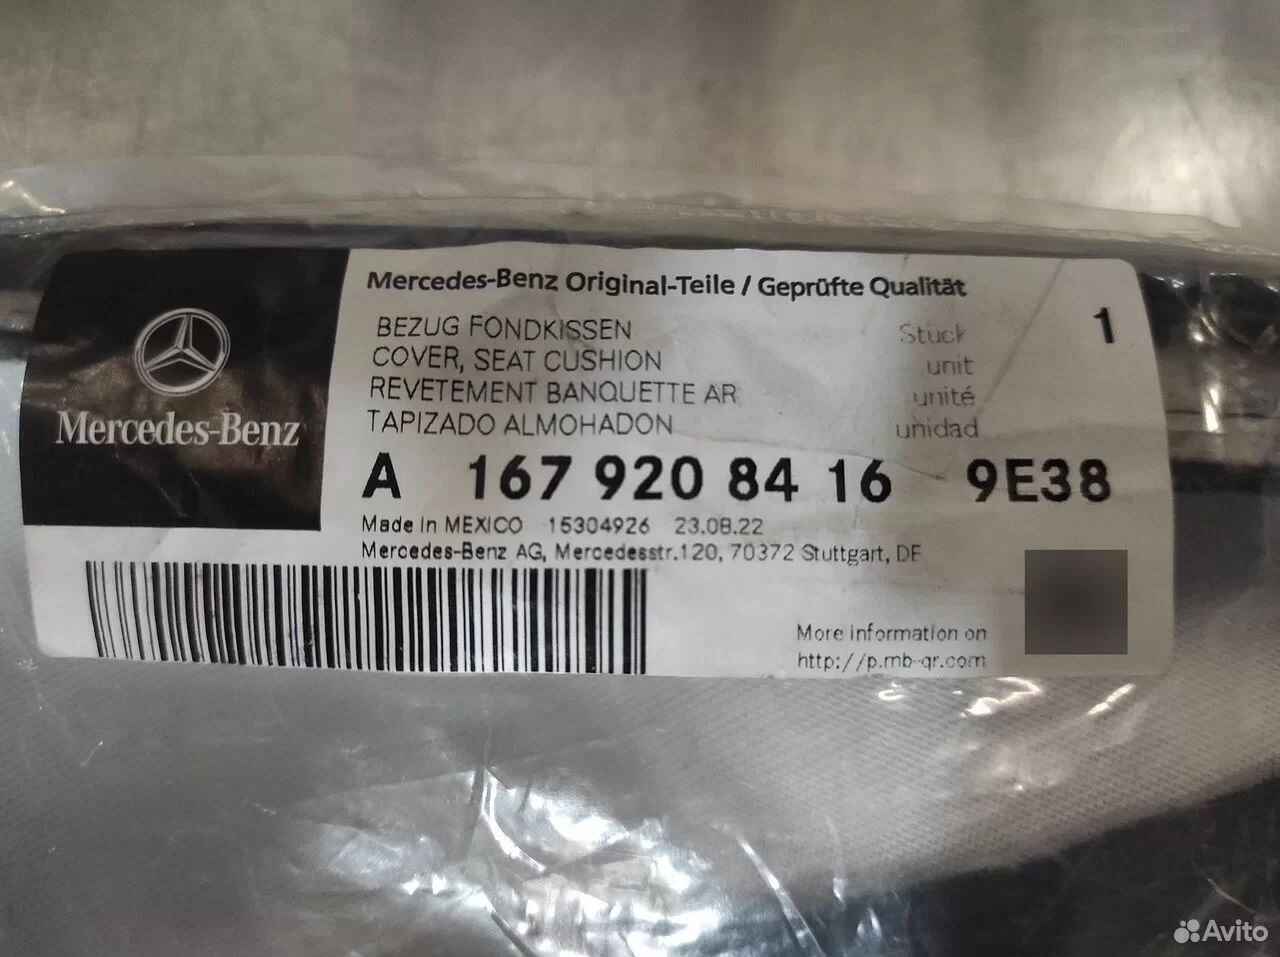 Mercedes-Benz
Mercedes-Benz Original-Teile / Geprüfte Qualität
BEZUG FONDKISSEN Stück 1
COVER, SEAT CUSHION unit
REVETEMENT BANQUETTE AR unité
TAPIZADO ALMOHADON unidad
A 167 920 84 16 9E38
Made in MEXICO 15304926 23.08.22
Mercedes-Benz AG, Mercedesstr.120, 70372 Stuttgart, DE
More information on
http://p.mb-qr.com
Avito